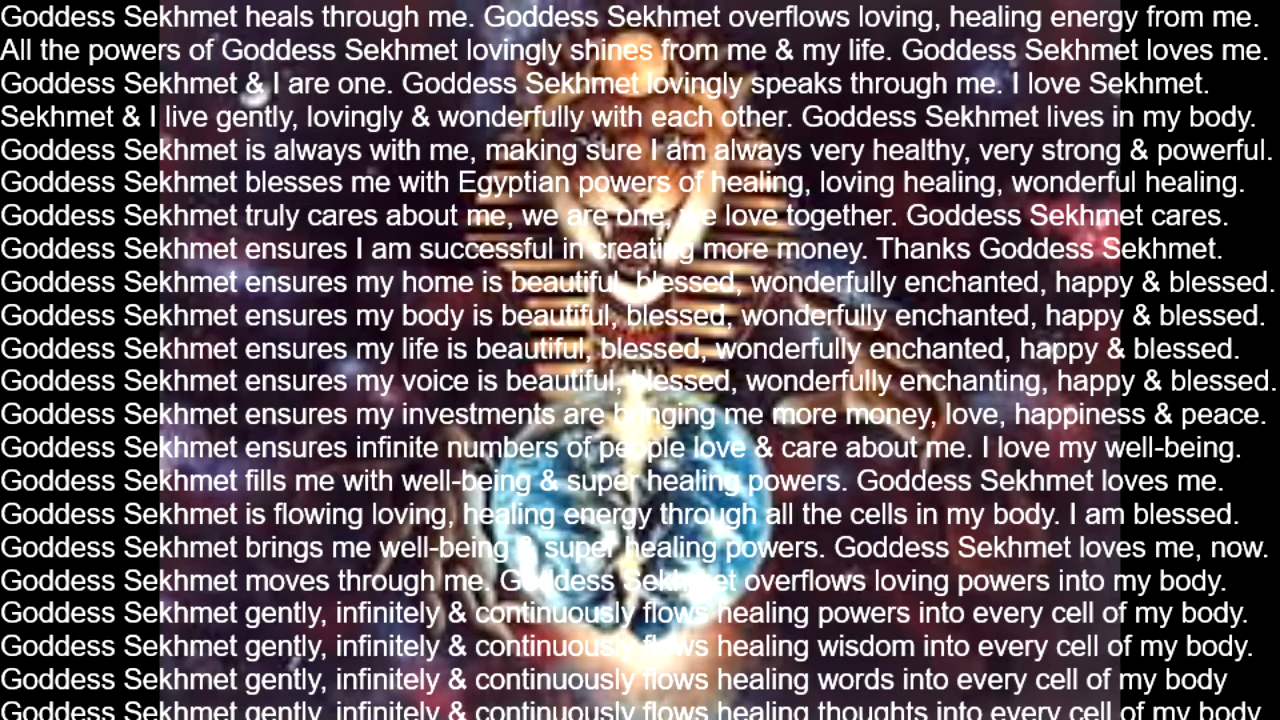 Goddess Sekhmet heals through me. Goddess Sekhmet overflows loving, healing energy from me.
All the powers of Goddess Sekhmet lovingly shines from me & my life. Goddess Sekhmet loves me.
Goddess Sekhmet & I are one. Goddess Sekhmet lovingly speaks through me. I love Sekhmet.
Sekhmet & I live gently, lovingly & wonderfully with each other. Goddess Sekhmet lives in my body.
Goddess Sekhmet is always with me, making sure I am always very healthy, very strong & powerful.
Goddess Sekhmet blesses me with Egyptian powers of healing, loving healing, wonderful healing.
Goddess Sekhmet truly cares about me, we are one, we love together. Goddess Sekhmet cares.
Goddess Sekhmet ensures I am successful in creating more money. Thanks Goddess Sekhmet.
Goddess Sekhmet ensures my home is beautiful, blessed, wonderfully enchanted, happy & blessed.
Goddess Sekhmet ensures my body is beautiful, blessed, wonderfully enchanted, happy & blessed.
Goddess Sekhmet ensures my life is beautiful, blessed, wonderfully enchanted, happy & blessed.
Goddess Sekhmet ensures my voice is beautiful, blessed, wonderfully enchanting, happy & blessed.
Goddess Sekhmet ensures my investments are bringing me more money, love, happiness & peace.
Goddess Sekhmet ensures infinite numbers of people love & care about me. I love my well-being.
Goddess Sekhmet fills me with well-being & super healing powers. Goddess Sekhmet loves me.
Goddess Sekhmet is flowing loving, healing energy through all the cells in my body. I am blessed.
Goddess Sekhmet brings me well-being & super healing powers. Goddess Sekhmet loves me, now.
Goddess Sekhmet moves through me. Goddess Sekhmet overflows loving powers into my body.
Goddess Sekhmet gently, infinitely & continuously flows healing powers into every cell of my body.
Goddess Sekhmet gently, infinitely & continuously flows healing wisdom into every cell of my body.
Goddess Sekhmet gently, infinitely & continuously flows healing words into every cell of my body
Goddess Sekhmet gently, infinitely & continuously flows healing thoughts into every cell of my body